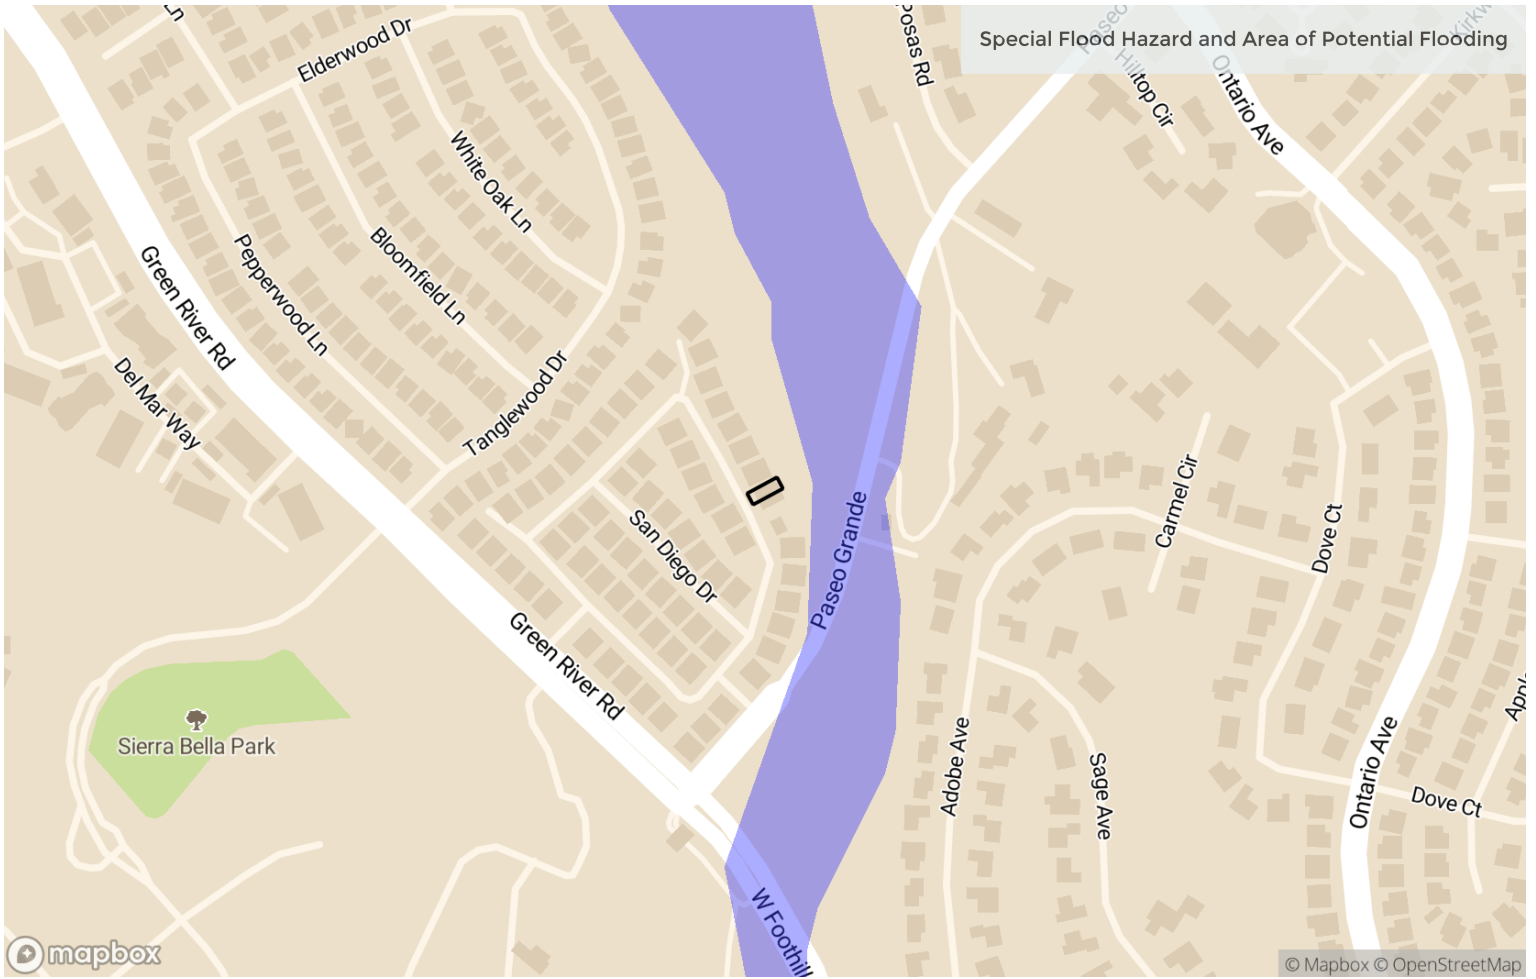 Special Flood Hazard and Area of Potential Flooding
Ln
Elderwood Dr
Posas Rd
Paseo
Hilltop Cir
Ontario Ave
White Oak Ln
Pepperwood Ln
Bloomfield Ln
Green River Rd
Del Mar Way
Tanglewood Dr
San Diego Dr
Paseo Grande
Carmel Cir
Dove Ct
Green River Rd
Sierra Bella Park
Adobe Ave
Sage Ave
Ontario Ave
Dove Ct
W Foothill
mapbox
© Mapbox © OpenStreetMap